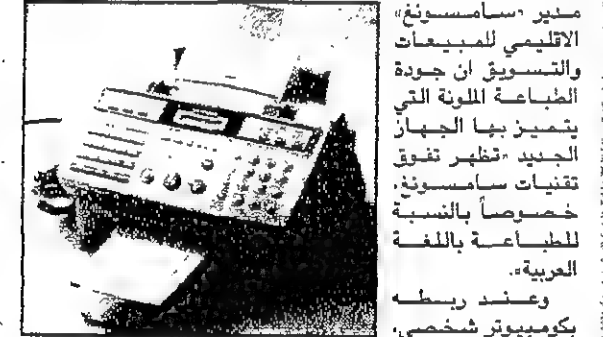 مدير «سامسونغ»
الاقليمي للمبيعات
والتسويق ان جودة
الطباعة الملونة التي
يتميز بها الجهاز
الجديد «تظهر تفوق
تقنيات سامسونغ،
خصوصاً بالنسبة
للطباعة باللغة
العربية».
وعند ربطه
بكومبيوتر شخصي،